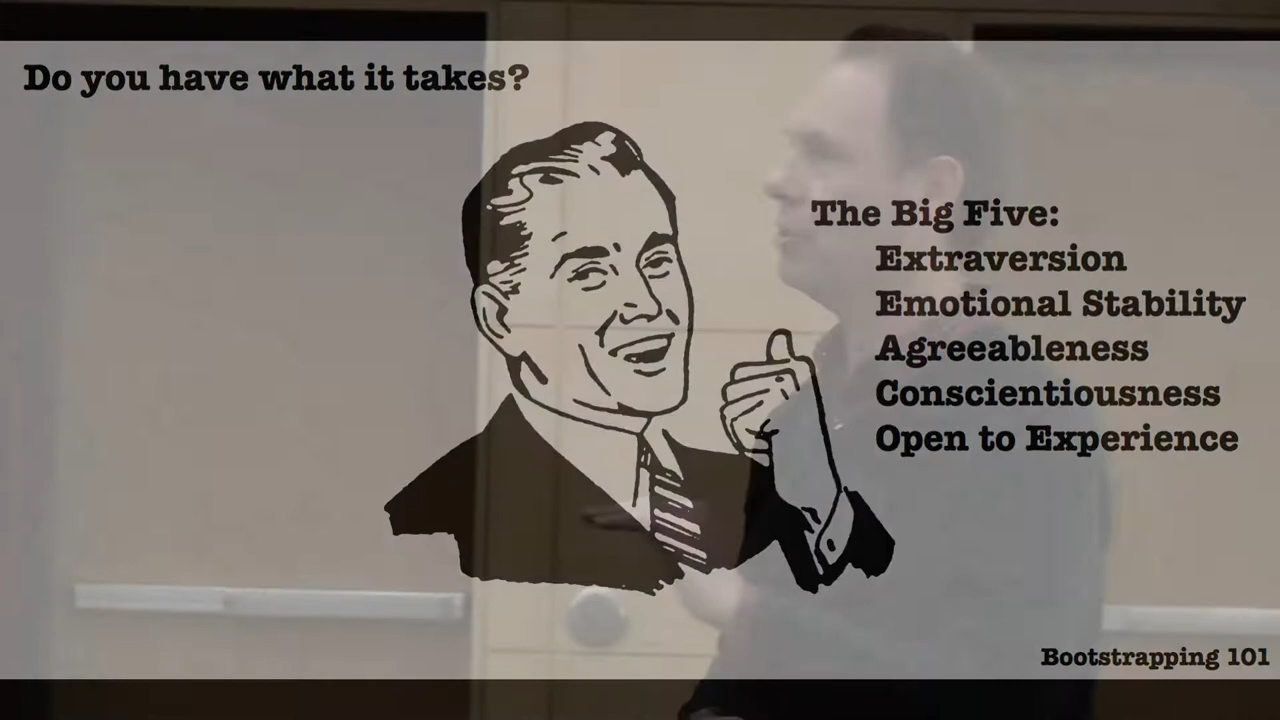 Do you have what it takes?
The Big Five:
Extraversion
Emotional Stability
Agreeableness
Conscientiousness
Open to Experience
Bootstrapping 101